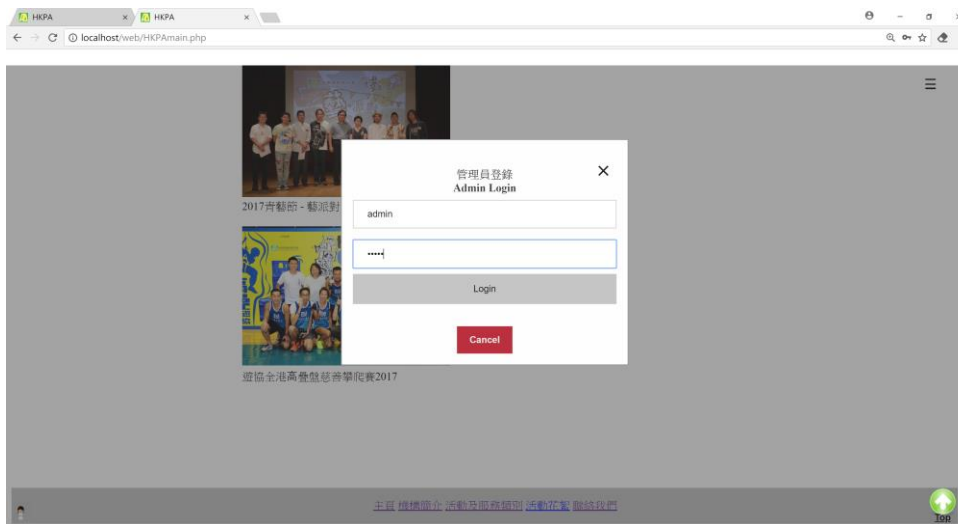 HKPA
HKPA
localhost/web/HKPAmain.php
管理員登錄
Admin Login
2017青藝節 - 藝派對
admin
Login
Cancel
遊協全港高疊盤慈善攀爬賽2017
主頁 機構簡介 活動及服務類別 活動花絮 聯絡我們
Top